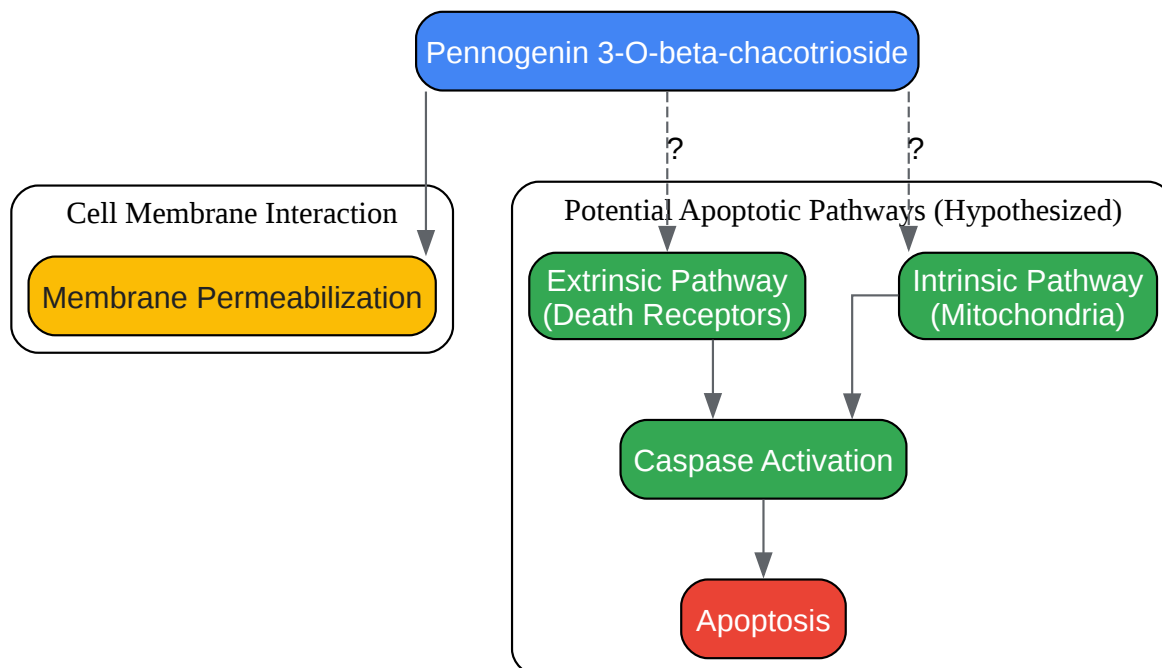 Pennogenin 3-O-beta-chacotrioside
?
?
Cell Membrane Interaction
Membrane Permeabilization
Potential Apoptotic Pathways (Hypothesized)
Extrinsic Pathway
(Death Receptors)
Intrinsic Pathway
(Mitochondria)
Caspase Activation
Apoptosis